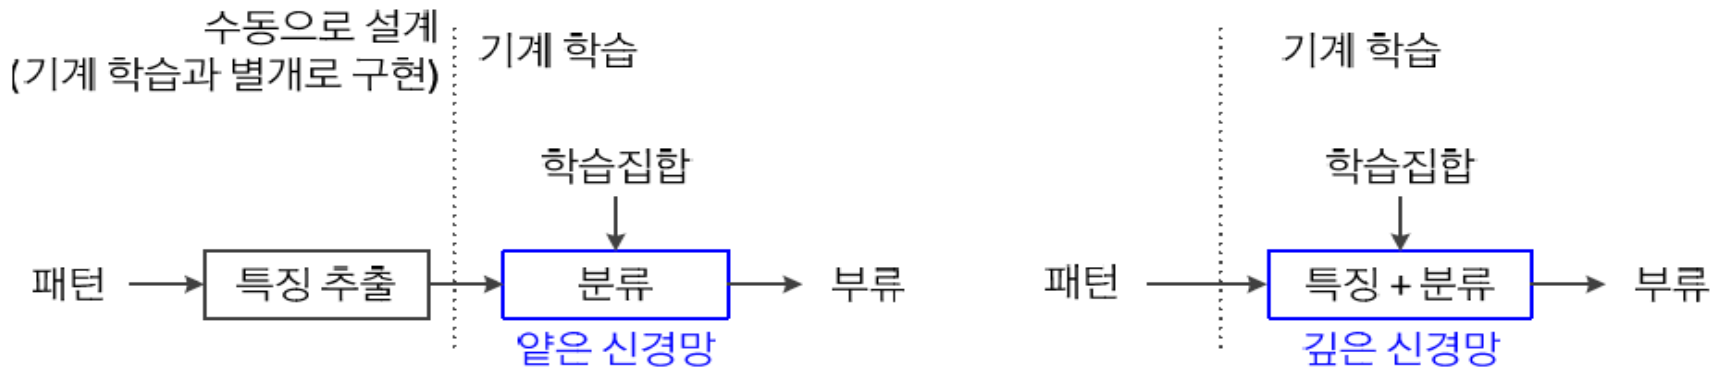 수동으로 설계
(기계 학습과 별개로 구현)
기계 학습
학습집합
패턴
특징 추출
분류
부류
얕은 신경망
기계 학습
학습집합
패턴
특징 + 분류
부류
깊은 신경망